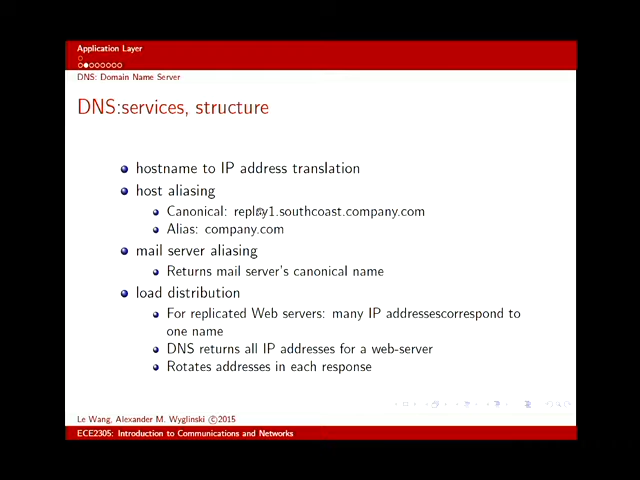 Application Layer
DNS: Domain Name Server
DNS:services, structure
hostname to IP address translation
host aliasing
Canonical: replay1.southcoast.company.com
Alias: company.com
mail server aliasing
Returns mail server's canonical name
load distribution
For replicated Web servers: many IP addressescorrespond to
one name
DNS returns all IP addresses for a web-server
Rotates addresses in each response
Le Wang, Alexander M. Wyglinski ©2015
ECE2305: Introduction to Communications and Networks